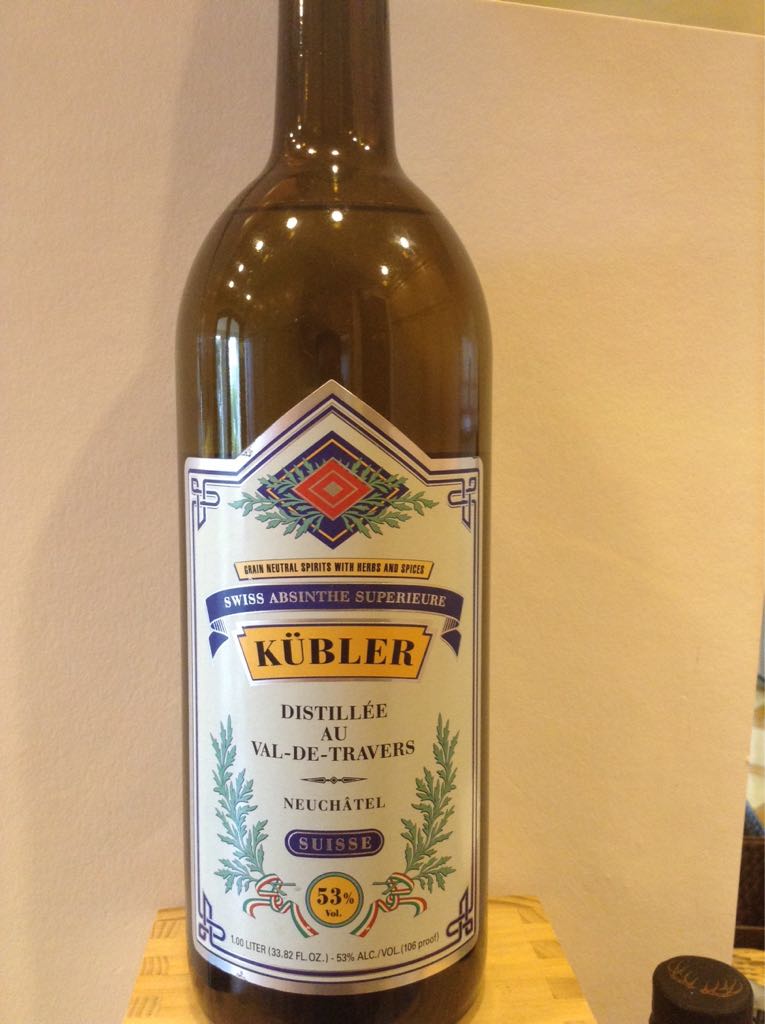 GRAIN NEUTRAL SPIRITS WITH HERBS AND SPICES
SWISS ABSINTHE SUPERIEURE
KÜBLER
DISTILLÉE
AU
VAL-DE-TRAVERS
NEUCHÂTEL
SUISSE
53%
Vol.
1.00 LITER (33.82 FL.OZ.) - 53% ALC./VOL.(106 proof)